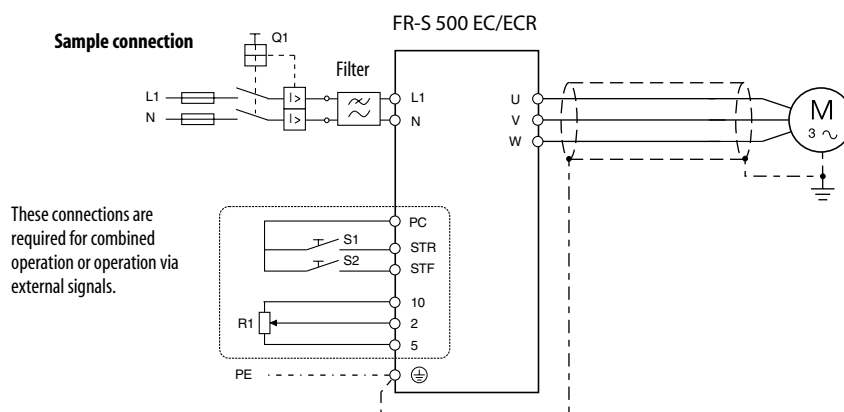 FR-S 500 EC/ECR
Sample connection
Q1
Filter
L1
N
I>
I>
L1
N
U
V
W
M
3 ∿
These connections are
required for combined
operation or operation via
external signals.
PC
S1
STR
S2
STF
10
R1
2
5
PE